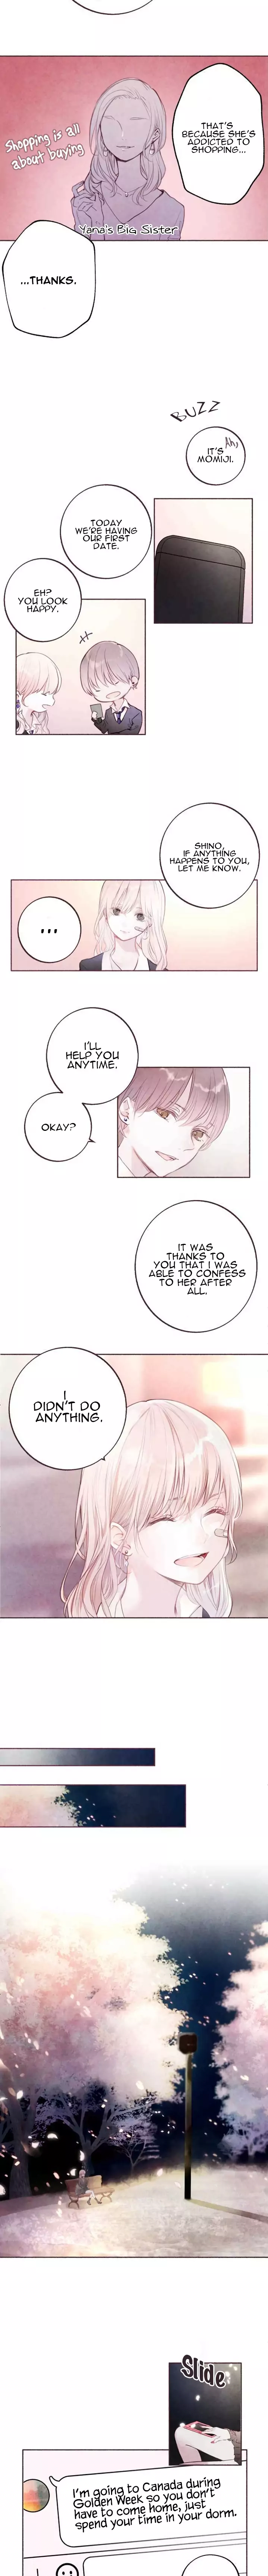 THAT'S
BECAUSE SHE'S
ADDICTED TO
SHOPPING...
Shopping is all
about buying
Yana's Big Sister
...THANKS.
BUZZ
Ah,
IT'S
MOMIJI.
TODAY
WE'RE HAVING
OUR FIRST
DATE.
EH?
YOU LOOK
HAPPY.
SHINO,
IF ANYTHING
HAPPENS TO YOU,
LET ME KNOW.
...
I'LL
HELP YOU
ANYTIME.
OKAY?
IT WAS
THANKS TO
YOU THAT I WAS
ABLE TO CONFESS
TO HER AFTER
ALL.
I
DIDN'T DO
ANYTHING.
Slide
I'm going to Canada during
Golden Week so you don't
have to come home, just
spend your time in your dorm.